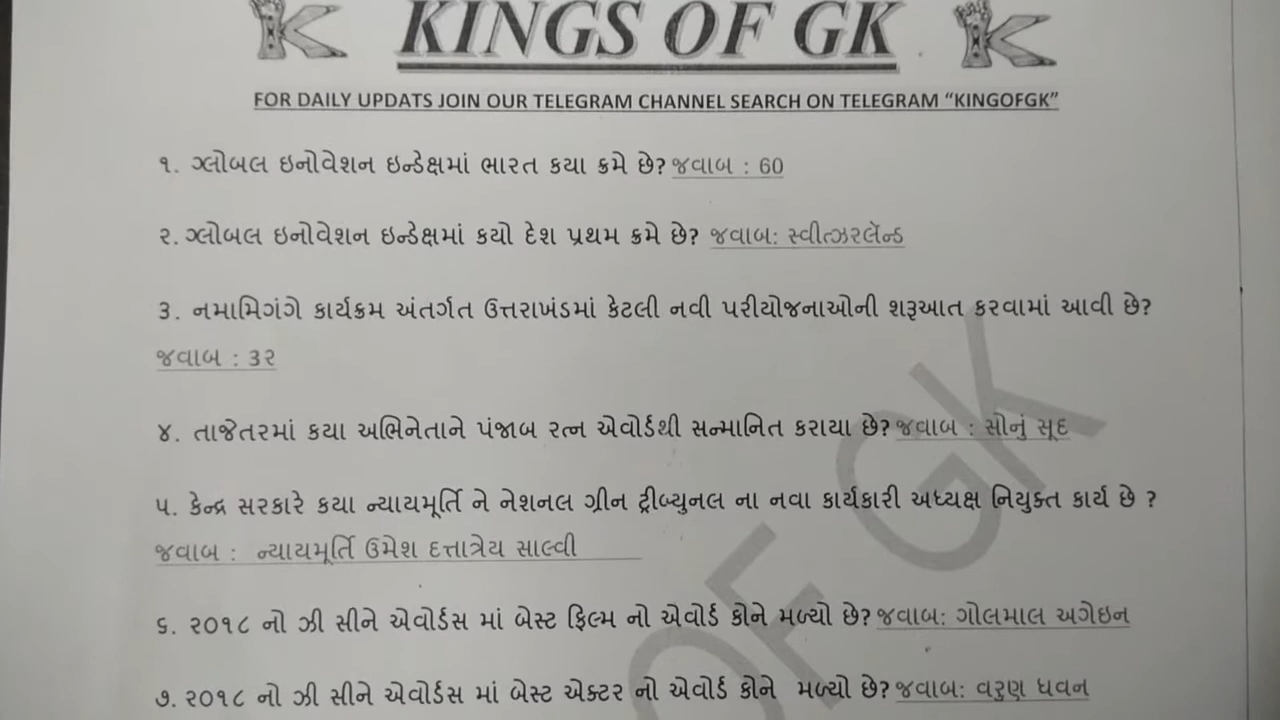 KINGS OF GK
FOR DAILY UPDATS JOIN OUR TELEGRAM CHANNEL SEARCH ON TELEGRAM “KINGOFGK”
૧. ગ્લોબલ ઇનોવેશન ઇન્ડેક્ષમાં ભારત કયા ક્રમે છે? જવાબ : 60
૨. ગ્લોબલ ઇનોવેશન ઇન્ડેક્ષમાં કયો દેશ પ્રથમ ક્રમે છે? જવાબ: સ્વીત્ઝરલૅન્ડ
૩. નમામિગંગે કાર્યક્રમ અંતર્ગત ઉત્તરાખંડમાં કેટલી નવી પરીયોજનાઓની શરૂઆત કરવામાં આવી છે?
જવાબ : ૩૨
૪. તાજેતરમાં કયા અભિનેતાને પંજાબ રત્ન એવોર્ડથી સન્માનિત કરાયા છે? જવાબ : સોનું સૂદ
૫. કેન્દ્ર સરકારે કયા ન્યાયમૂર્તિ ને નેશનલ ગ્રીન ટ્રીબ્યુનલ ના નવા કાર્યકારી અધ્યક્ષ નિયુક્ત કાર્ય છે ?
જવાબ : ન્યાયમૂર્તિ ઉમેશ દત્તાત્રેય સાલ્વી
૬. ૨૦૧૮ નો ઝી સીને એવોર્ડસ માં બેસ્ટ ફિલ્મ નો એવોર્ડ કોને મળ્યો છે? જવાબ: ગોલમાલ અગેઇન
૭. ૨૦૧૮ નો ઝી સીને એવોર્ડસ માં બેસ્ટ એક્ટર નો એવોર્ડ કોને મળ્યો છે? જવાબ: વરુણ ધવન
OF GK